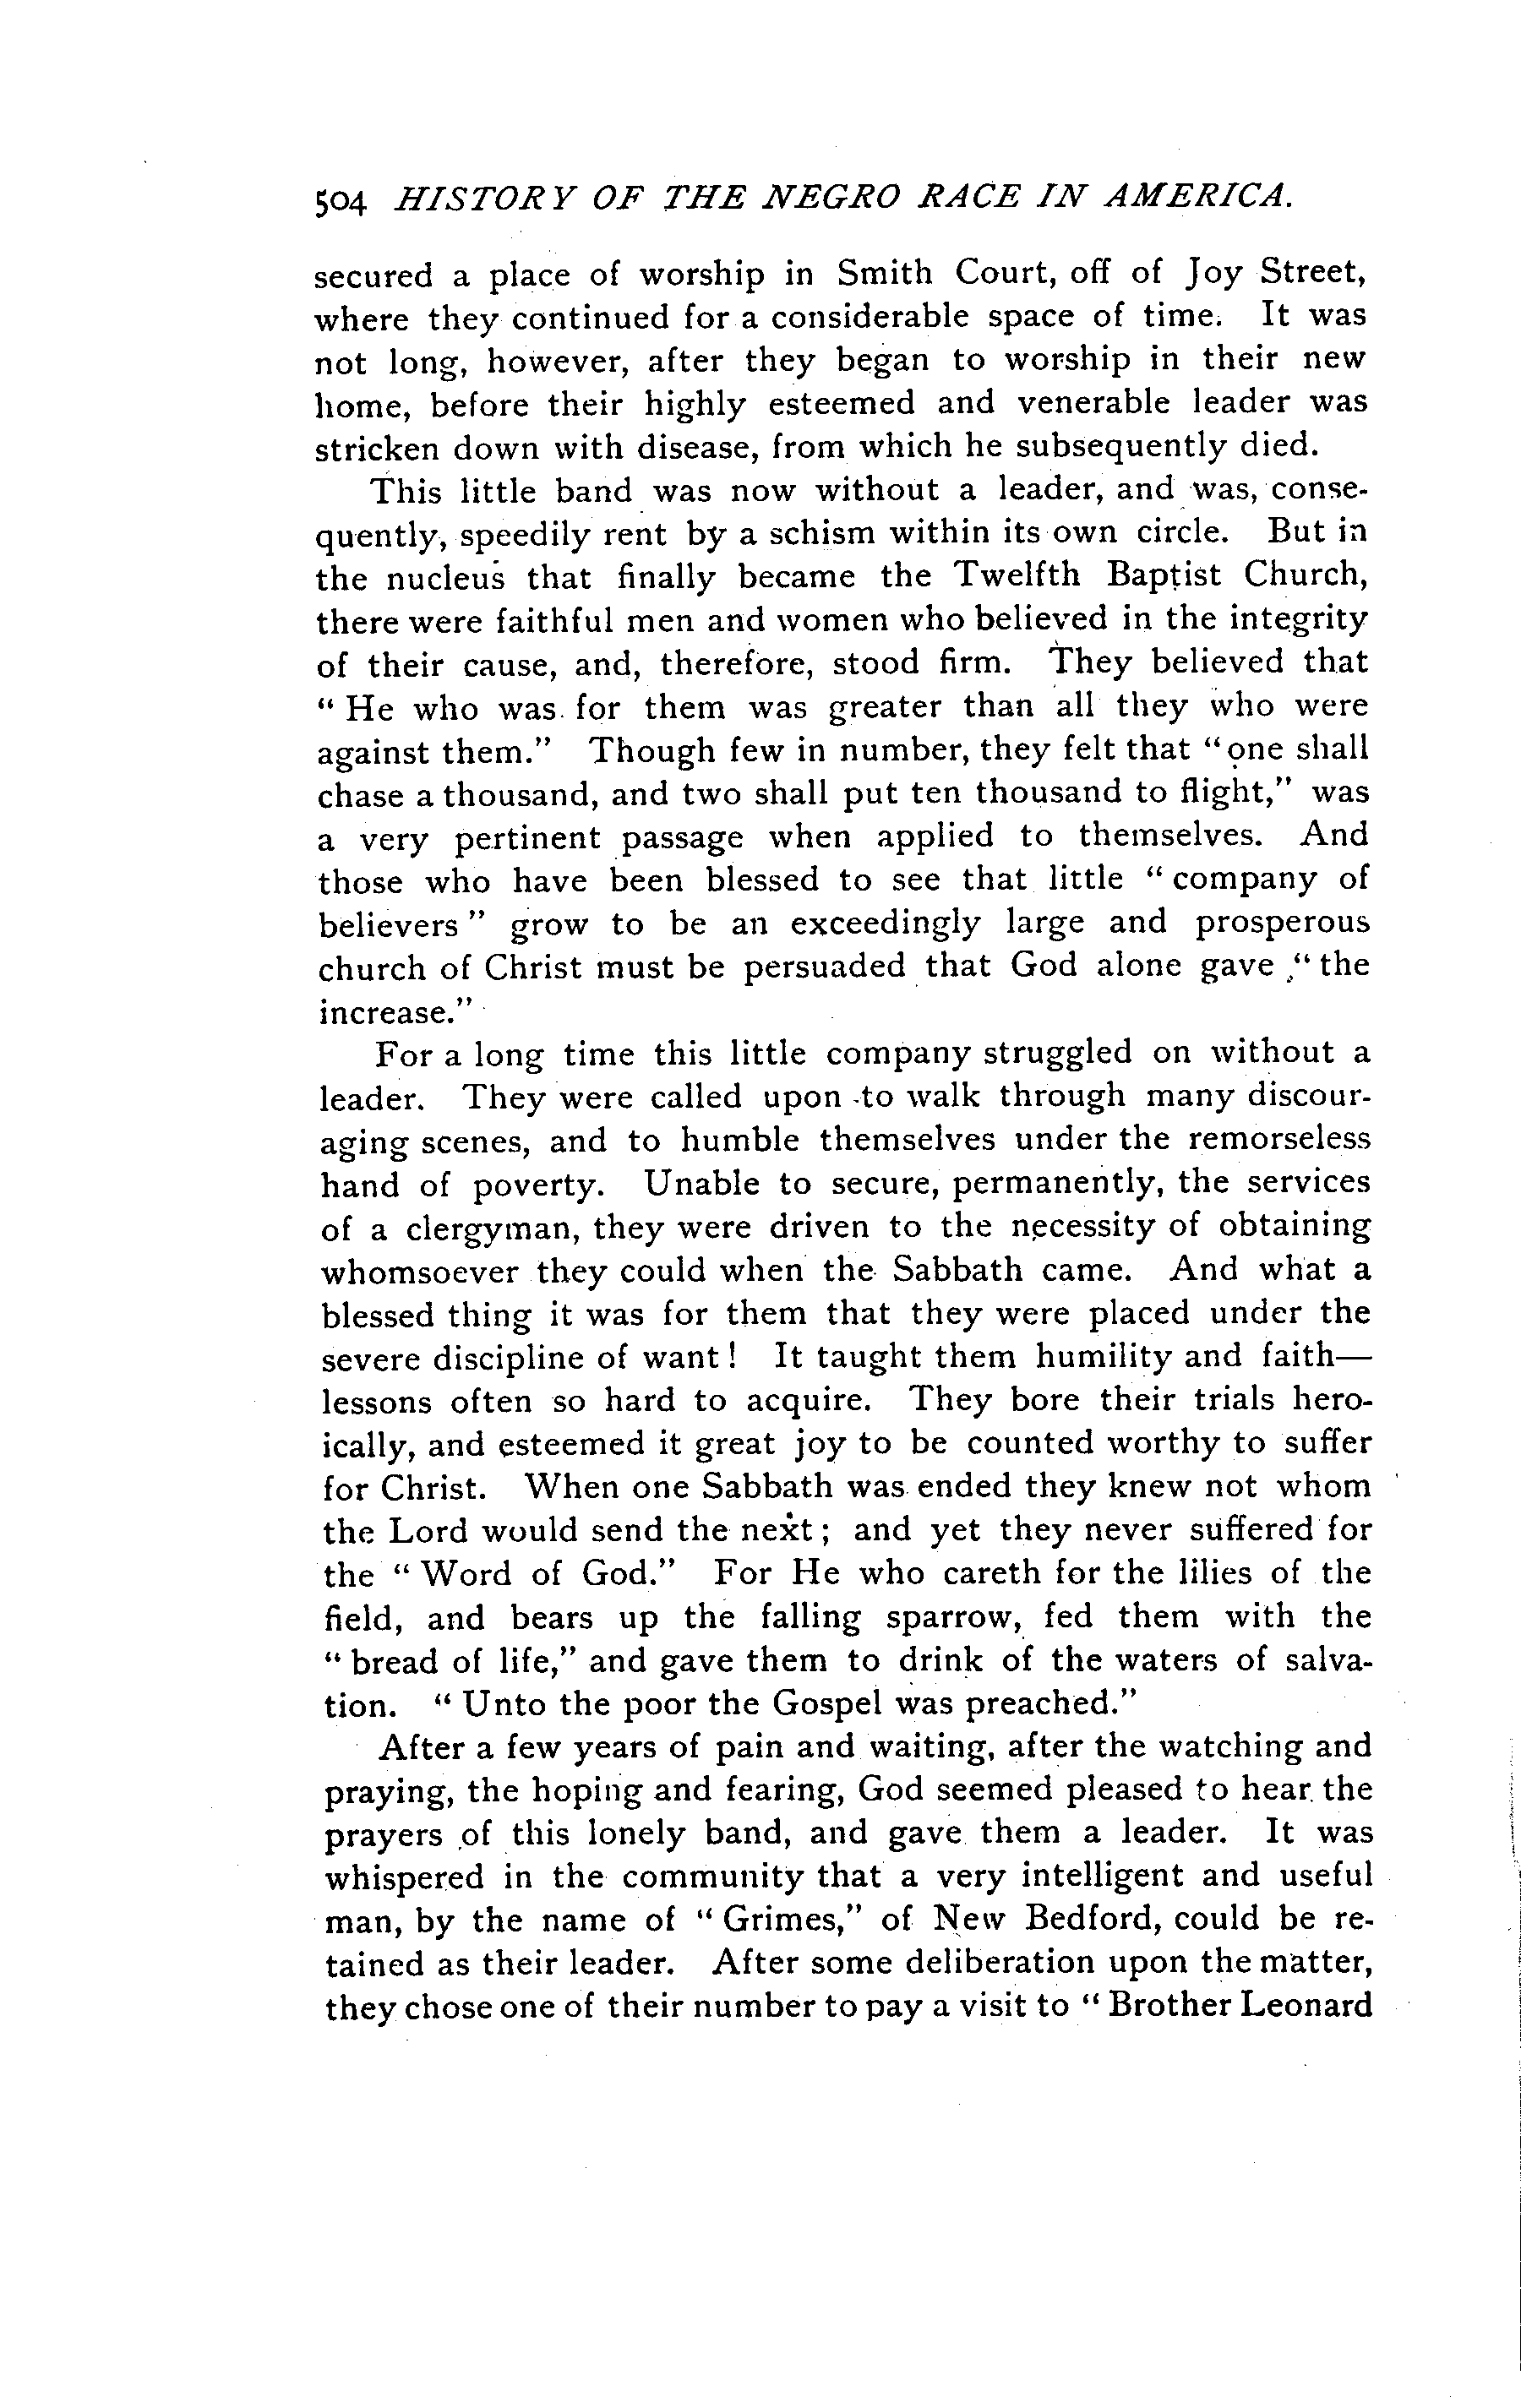 504 HISTORY OF THE NEGRO RACE IN AMERICA.
secured a place of worship in Smith Court, off of Joy Street,
where they continued for a considerable space of time. It was
not long, however, after they began to worship in their new
home, before their highly esteemed and venerable leader was
stricken down with disease, from which he subsequently died.
This little band was now without a leader, and was, conse-
quently, speedily rent by a schism within its own circle. But in
the nucleus that finally became the Twelfth Baptist Church,
there were faithful men and women who believed in the integrity
of their cause, and, therefore, stood firm. They believed that
" He who was for them was greater than all they who were
against them." Though few in number, they felt that "one shall
chase a thousand, and two shall put ten thousand to flight," was
a very pertinent passage when applied to themselves. And
those who have been blessed to see that little " company of
believers " grow to be an exceedingly large and prosperous
church of Christ must be persuaded that God alone gave " the
increase."
For a long time this little company struggled on without a
leader. They were called upon to walk through many discour-
aging scenes, and to humble themselves under the remorseless
hand of poverty. Unable to secure, permanently, the services
of a clergyman, they were driven to the necessity of obtaining
whomsoever they could when the Sabbath came. And what a
blessed thing it was for them that they were placed under the
severe discipline of want ! It taught them humility and faith—
lessons often so hard to acquire. They bore their trials hero-
ically, and esteemed it great joy to be counted worthy to suffer
for Christ. When one Sabbath was ended they knew not whom
the Lord would send the next ; and yet they never suffered for
the " Word of God." For He who careth for the lilies of the
field, and bears up the falling sparrow, fed them with the
" bread of life," and gave them to drink of the waters of salva-
tion. " Unto the poor the Gospel was preached."
After a few years of pain and waiting, after the watching and
praying, the hoping and fearing, God seemed pleased to hear the
prayers of this lonely band, and gave them a leader. It was
whispered in the community that a very intelligent and useful
man, by the name of " Grimes," of New Bedford, could be re-
tained as their leader. After some deliberation upon the matter,
they chose one of their number to pay a visit to " Brother Leonard